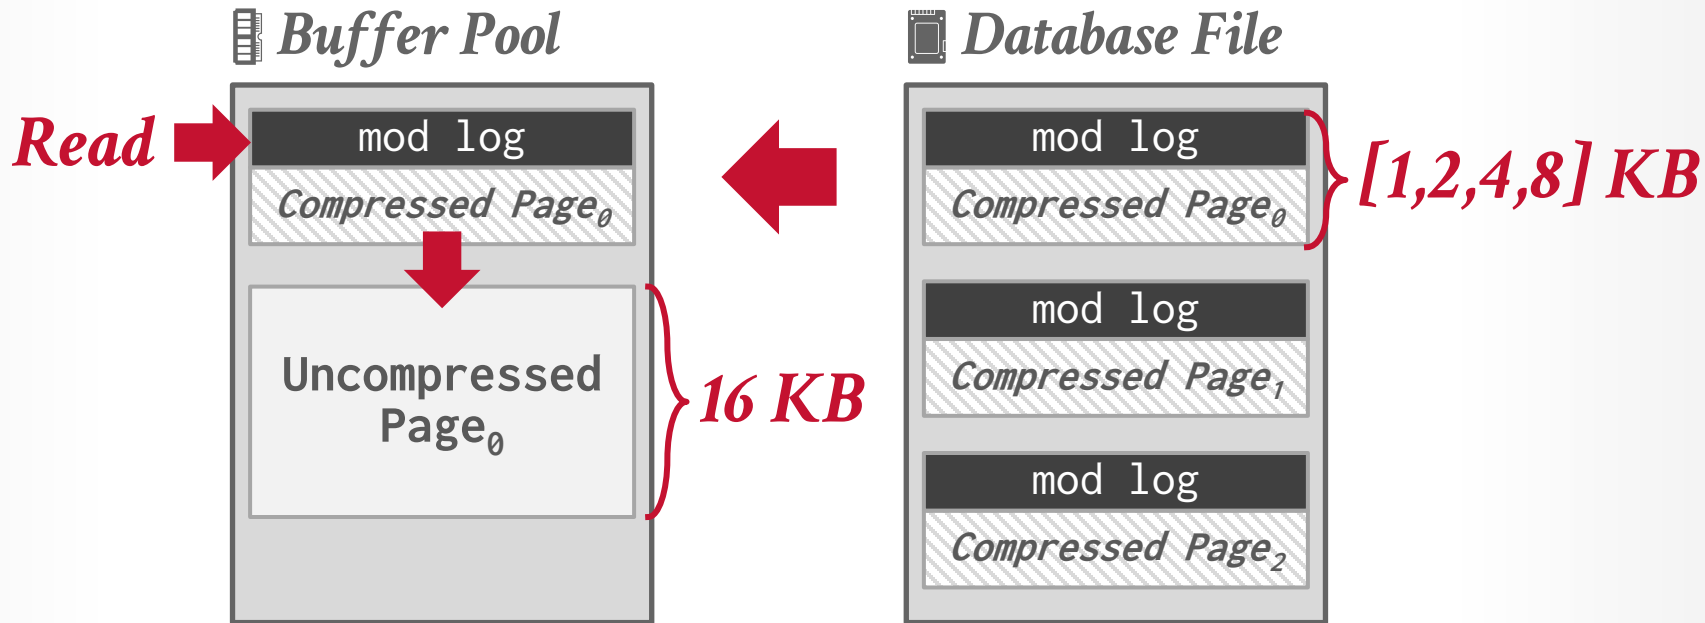 Buffer Pool
Read
mod log
Compressed Page₀
Uncompressed
Page₀
16 KB
Database File
mod log
Compressed Page₀
[1,2,4,8] KB
mod log
Compressed Page₁
mod log
Compressed Page₂